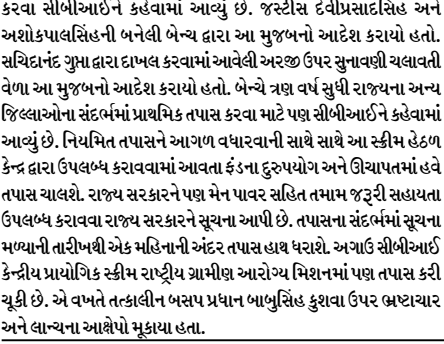 કરવા સીબીઆઈને કહેવામાં આવ્યું છે. જસ્ટીસ દેવીપ્રસાદસિહ અને
અશોકપાલસિંહની બનેલી બેન્ચ દ્વારા આ મુજબનો આદેશ કરાયો હતો.
સચિદાનંદ ગુપ્તા દ્વારા દાખલ કરવામાં આવેલી અરજી ઉપર સુનાવણી ચલાવતી
વેળા આ મુજબનો આદેશ કરાયો હતો. બેન્ચે ત્રણ વર્ષ સુધી રાજ્યના અન્ય
જિલ્લાઓના સંદર્ભમાં પ્રાથમિક તપાસ કરવા માટે પણ સીબીઆઈને કહેવામાં
આવ્યું છે. નિયમિત તપાસને આગળ વધારવાની સાથે સાથે આ સ્કીમ હેઠળ
કેન્દ્ર દ્વારા ઉપલબ્ધ કરાવવામાં આવતા ફંડના દુરુપયોગ અને ઊચાપતમાં હવે
તપાસ ચાલશે. રાજ્ય સરકારને પણ મેન પાવર સહિત તમામ જરૂરી સહાયતા
ઉપલબ્ધ કરાવવા રાજ્ય સરકારને સૂચના આપી છે. તપાસના સંદર્ભમાં સૂચના
મળ્યાની તારીખથી એક મહિનાની અંદર તપાસ હાથ ધરાશે. અગાઉ સીબીઆઈ
કેન્દ્રીય પ્રાયોગિક સ્કીમ રાષ્ટ્રીય ગ્રામીણ આરોગ્ય મિશનમાં પણ તપાસ કરી
ચૂકી છે. એ વખતે તત્કાલીન બસપ પ્રધાન બાબુસિંહ કુશવા ઉપર ભ્રષ્ટાચાર
અને લાન્ચના આક્ષેપો મૂકાયા હતા.